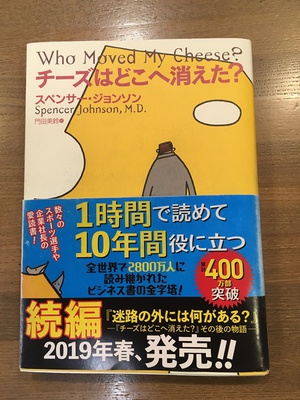 Who Moved My Cheese?
チーズはどこへ消えた?
スペンサー・ジョンソン
Spencer Johnson, M.D.
門田美鈴 訳
数々の
スポーツ選手や
企業社長の
愛読書!
1時間で読めて
10年間役に立つ
全世界で2800万人に
読み継がれた
ビジネス書の金字塔!
400
万部
突破
続編
『迷路の外には何がある?
―『チーズはどこへ消えた?』その後の物語―
2019年春、発売!!